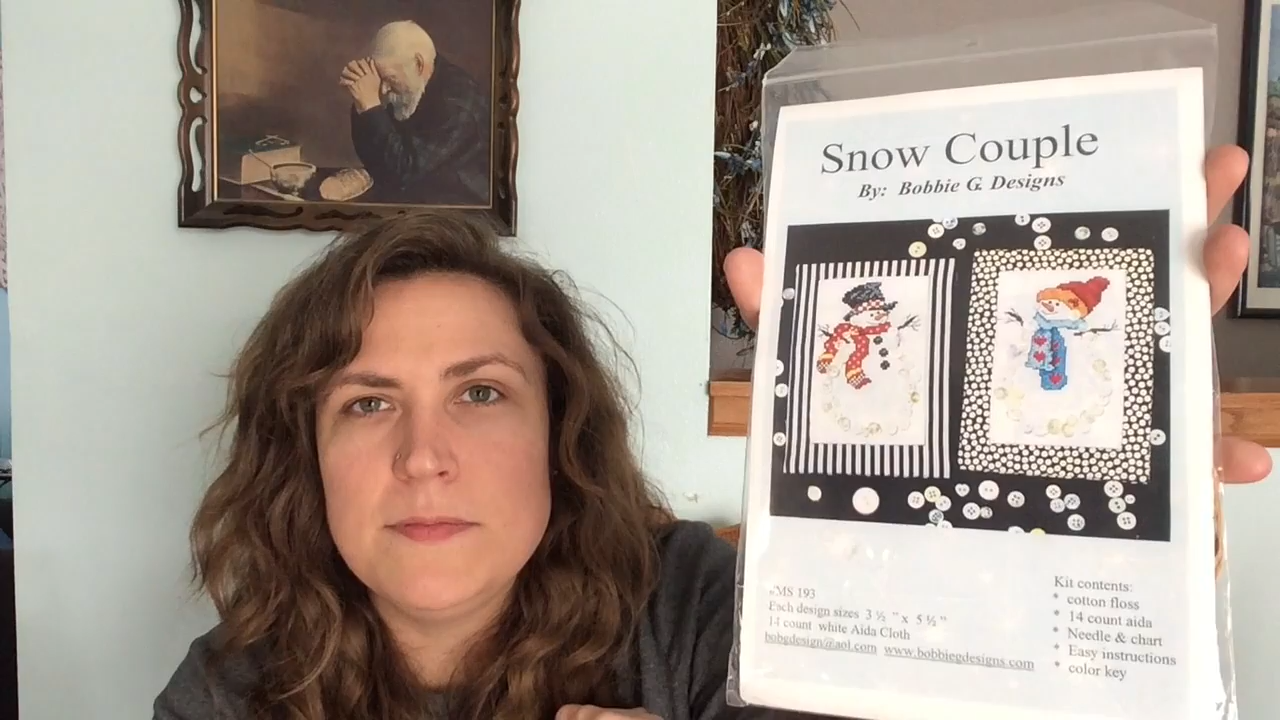 Snow Couple
By: Bobbie G. Designs
#MS 193
Each design sizes 3 ½ " x 5 ½ "
14 count white Aida Cloth
bobgdesign@aol.com www.bobbiegdesigns.com
Kit contents:
* cotton floss
* 14 count aida
* Needle & chart
* Easy instructions
* color key